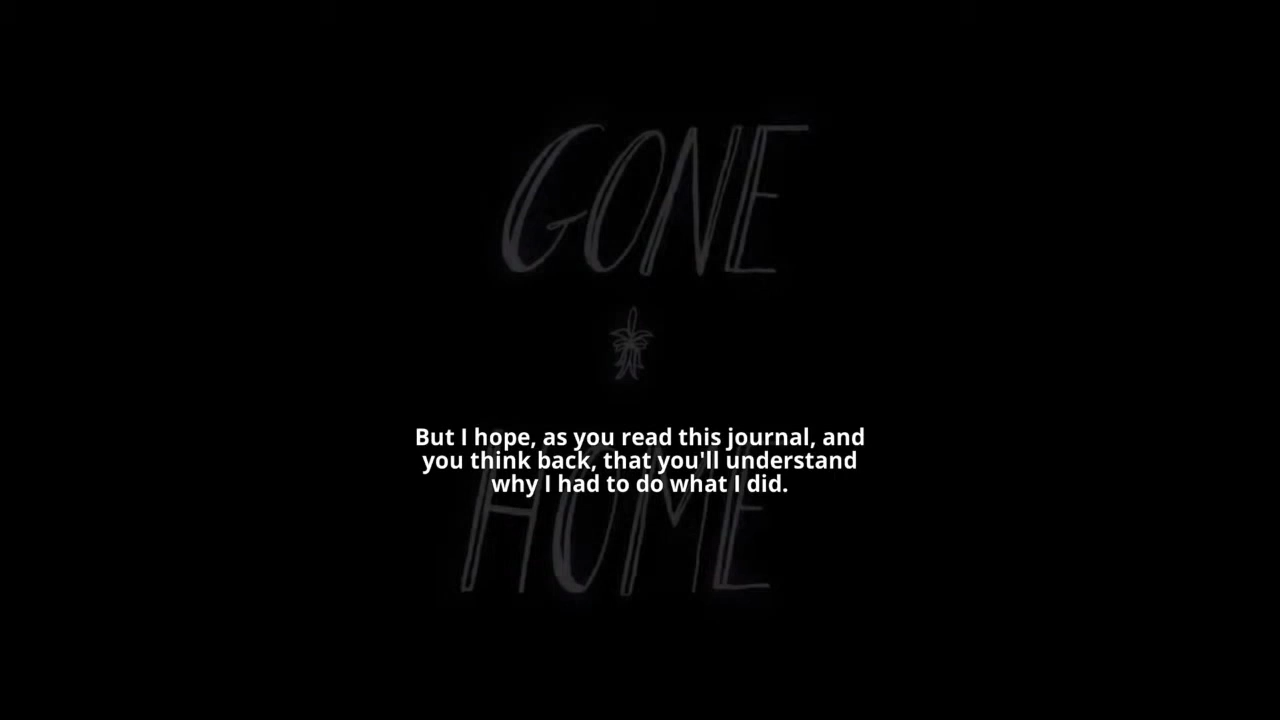 GONE
But I hope, as you read this journal, and
you think back, that you'll understand
why I had to do what I did.
HOME